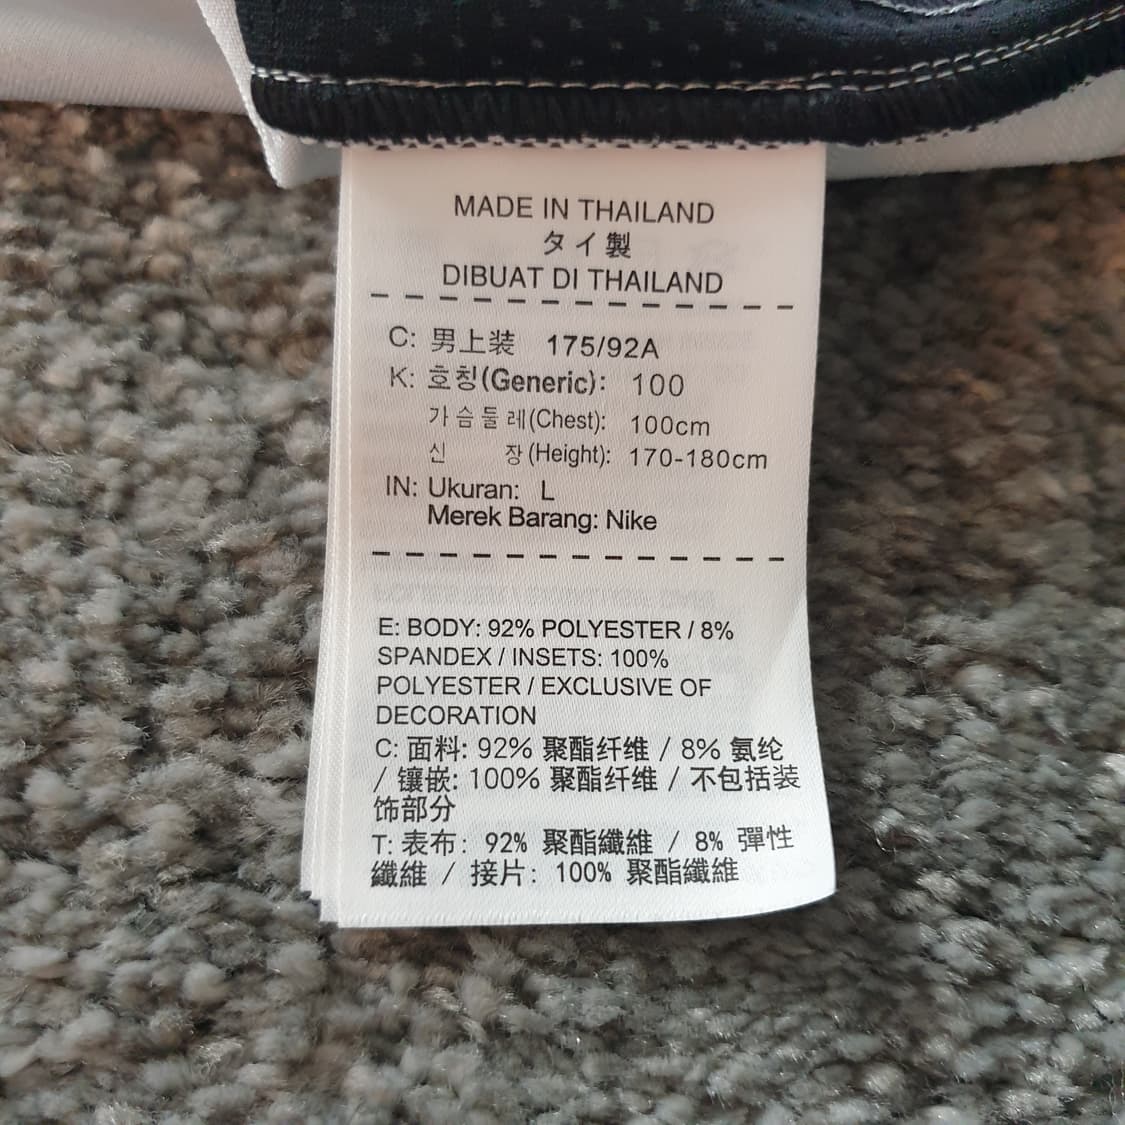 MADE IN THAILAND
タイ製
DIBUAT DI THAILAND
C: 男上装 175/92A
K: 호칭(Generic): 100
가슴둘레(Chest): 100cm
신 장(Height): 170-180cm
IN: Ukuran: L
Merek Barang: Nike
E: BODY: 92% POLYESTER / 8%
SPANDEX / INSETS: 100%
POLYESTER / EXCLUSIVE OF
DECORATION
C: 面料: 92% 聚酯纤维 / 8% 氨纶
/ 镶嵌: 100% 聚酯纤维 / 不包括装
饰部分
T: 表布: 92% 聚酯纖維 / 8% 彈性
纖維 / 接片: 100% 聚酯纖維